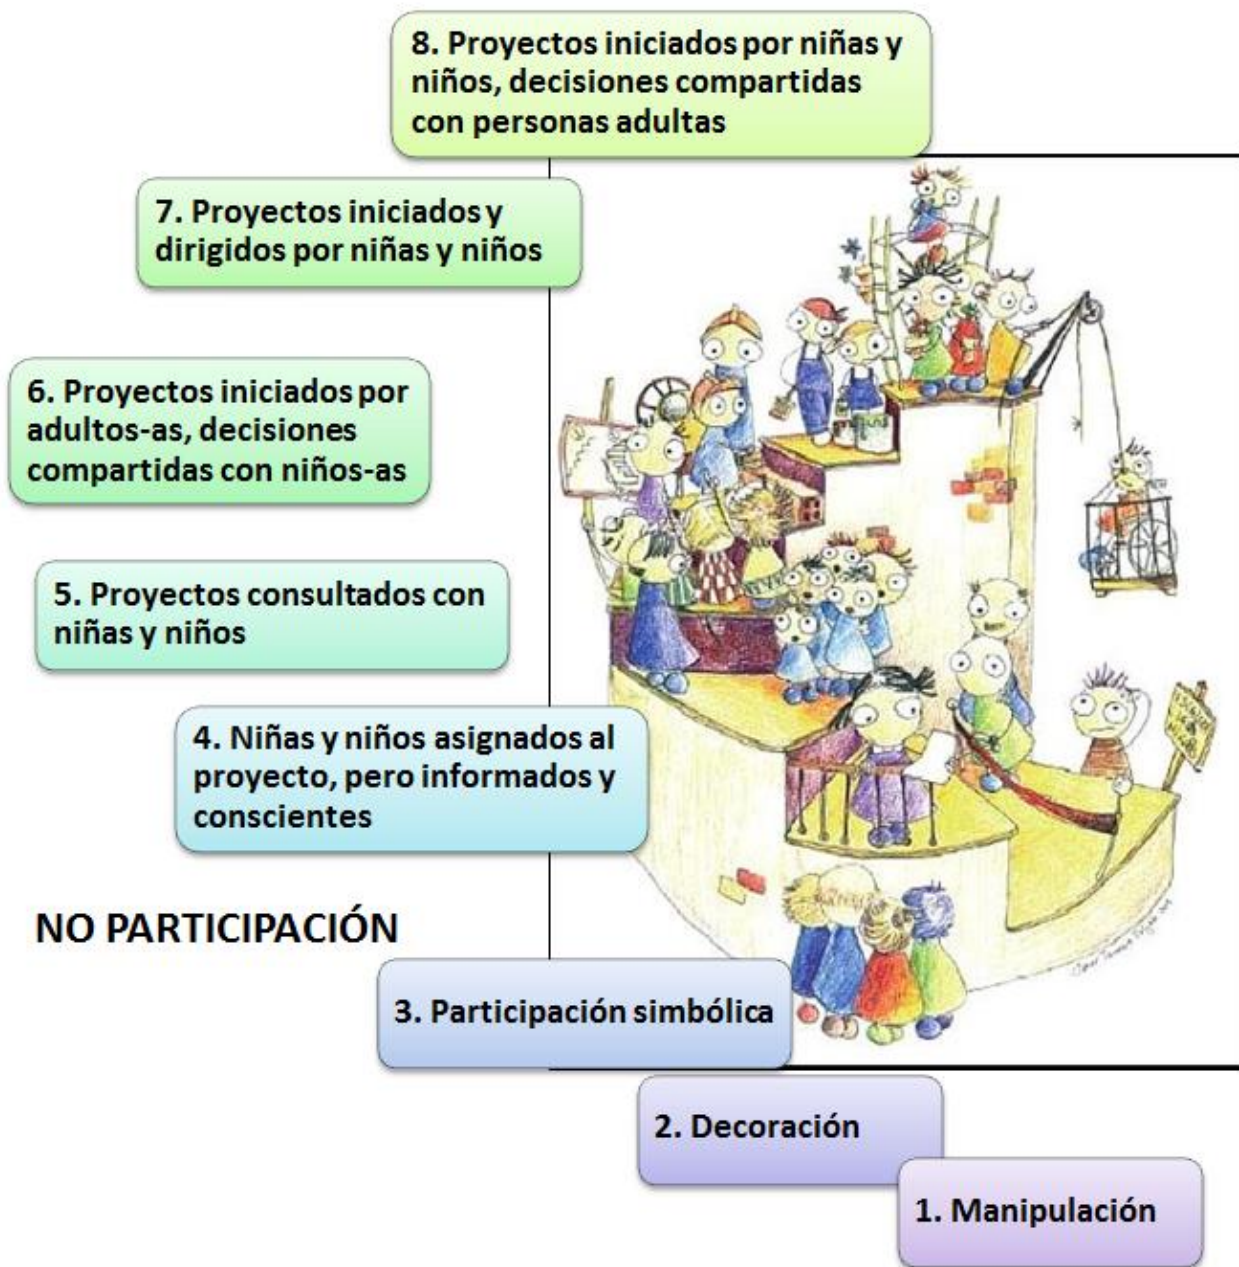 8. Proyectos iniciados por niñas y
niños, decisiones compartidas
con personas adultas
7. Proyectos iniciados y
dirigidos por niñas y niños
6. Proyectos iniciados por
adultos-as, decisiones
compartidas con niños-as
5. Proyectos consultados con
niñas y niños
4. Niñas y niños asignados al
proyecto, pero informados y
conscientes
NO PARTICIPACIÓN
3. Participación simbólica
2. Decoración
1. Manipulación